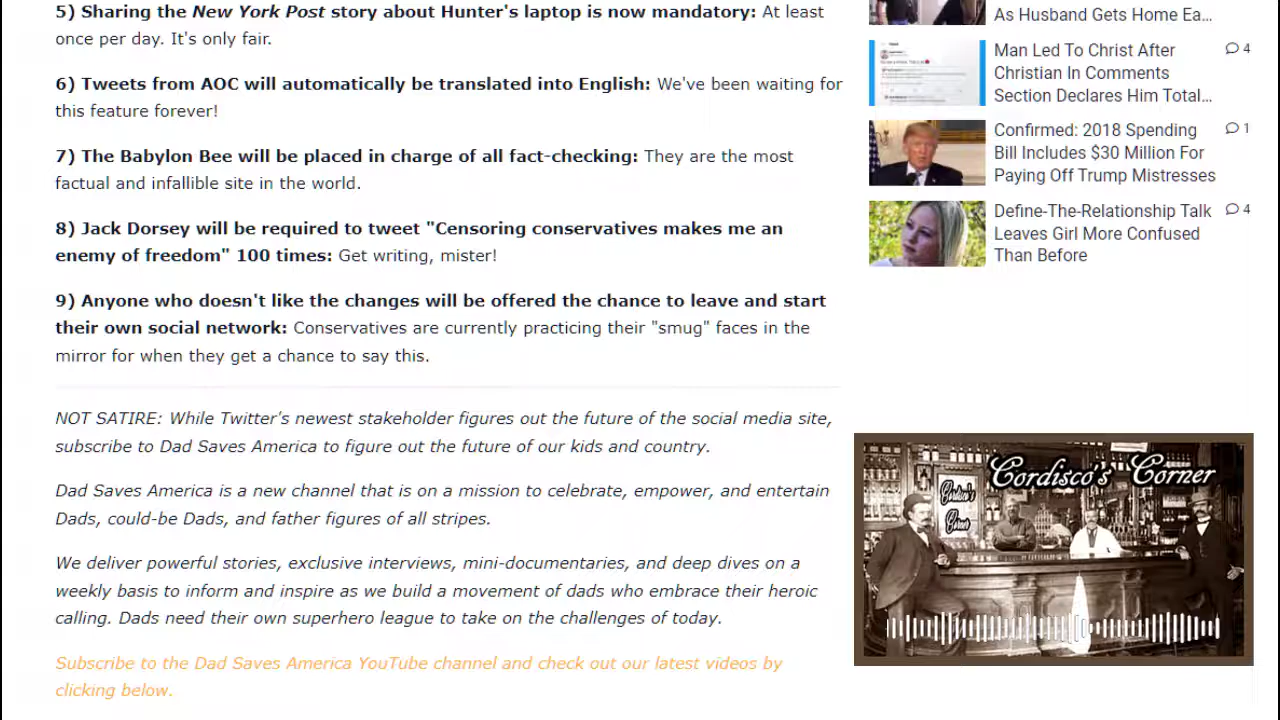 5) Sharing the New York Post story about Hunter's laptop is now mandatory: At least
once per day. It's only fair.
6) Tweets from AOC will automatically be translated into English: We've been waiting for
this feature forever!
7) The Babylon Bee will be placed in charge of all fact-checking: They are the most
factual and infallible site in the world.
8) Jack Dorsey will be required to tweet "Censoring conservatives makes me an
enemy of freedom" 100 times: Get writing, mister!
9) Anyone who doesn't like the changes will be offered the chance to leave and start
their own social network: Conservatives are currently practicing their "smug" faces in the
mirror for when they get a chance to say this.
NOT SATIRE: While Twitter's newest stakeholder figures out the future of the social media site,
subscribe to Dad Saves America to figure out the future of our kids and country.
Dad Saves America is a new channel that is on a mission to celebrate, empower, and entertain
Dads, could-be Dads, and father figures of all stripes.
We deliver powerful stories, exclusive interviews, mini-documentaries, and deep dives on a
weekly basis to inform and inspire as we build a movement of dads who embrace their heroic
calling. Dads need their own superhero league to take on the challenges of today.
Subscribe to the Dad Saves America YouTube channel and check out our latest videos by
clicking below.
As Husband Gets Home Ea...
Man Led To Christ After 4
Christian In Comments
Section Declares Him Total...
Confirmed: 2018 Spending 1
Bill Includes $30 Million For
Paying Off Trump Mistresses
Define-The-Relationship Talk 4
Leaves Girl More Confused
Than Before
Cordisco's Corner
Cordisco's
Corner